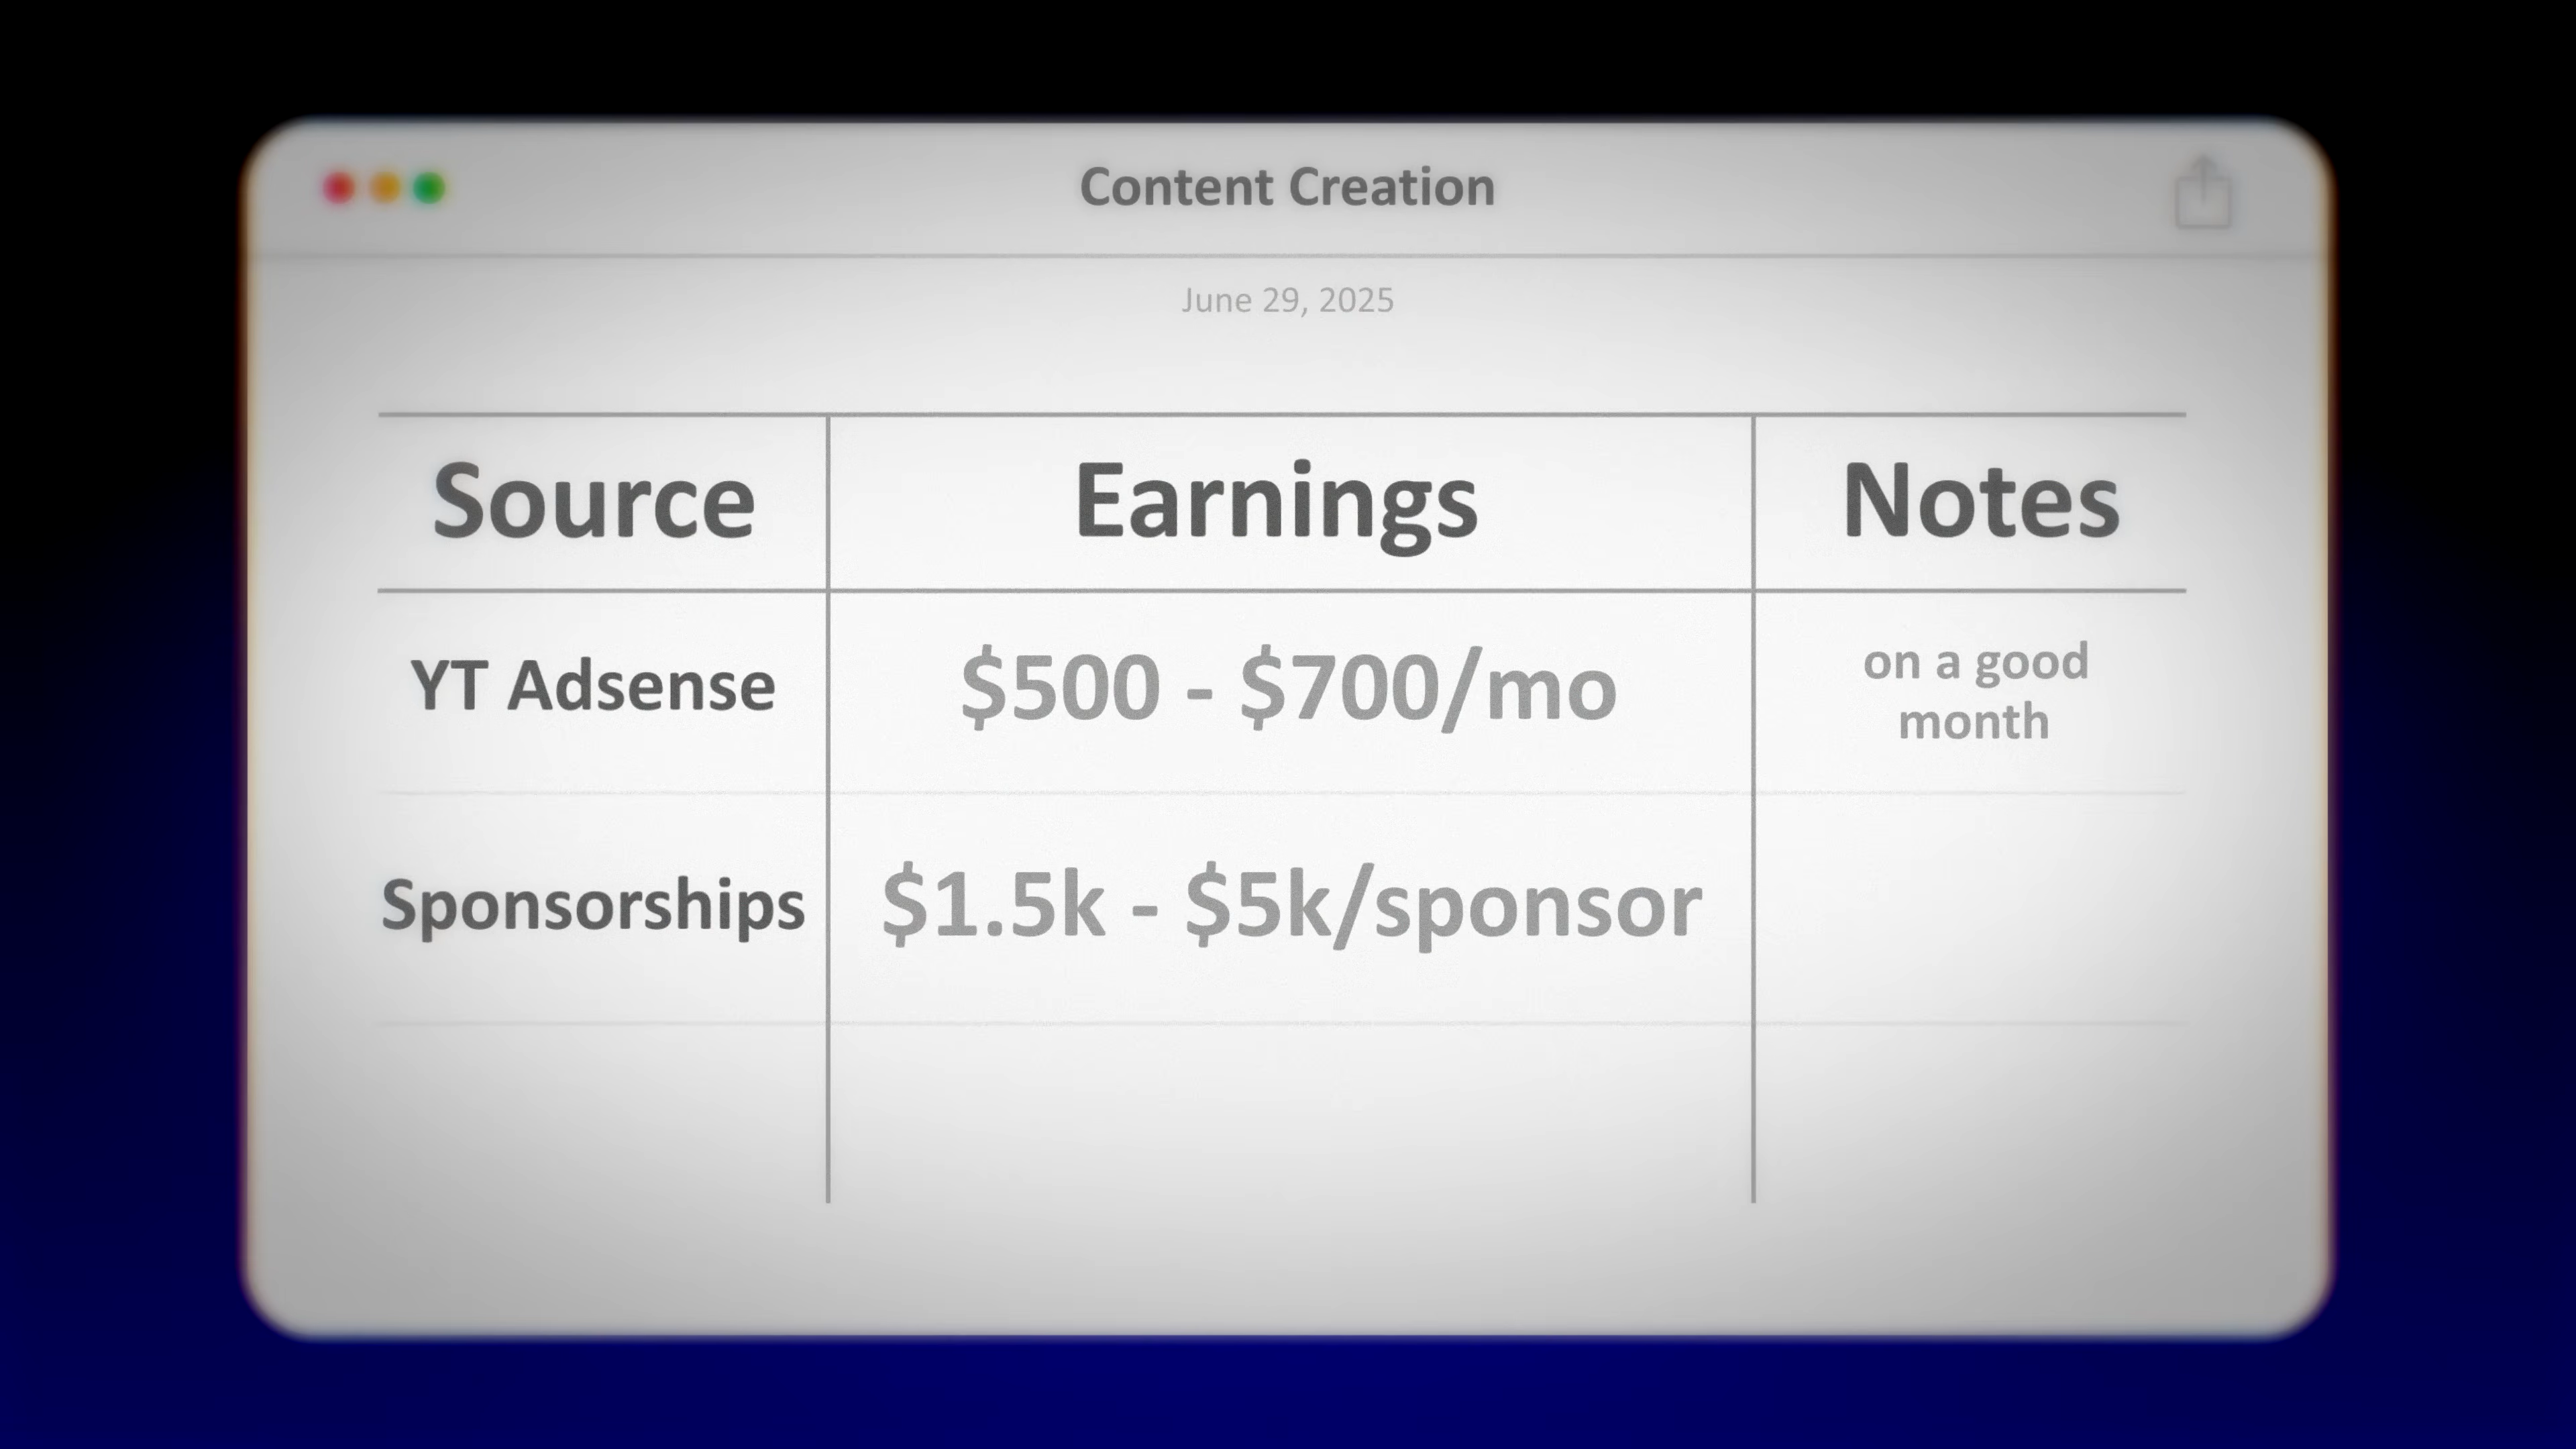 Content Creation
June 29, 2025
Source Earnings Notes
YT Adsense $500 - $700/mo on a good
month
Sponsorships $1.5k - $5k/sponsor